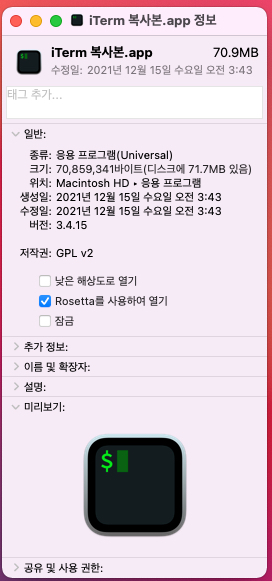 iTerm 복사본.app 정보
iTerm 복사본.app 70.9MB
수정일: 2021년 12월 15일 수요일 오전 3:43
태그 추가...
일반:
종류: 응용 프로그램(Universal)
크기: 70,859,341바이트(디스크에 71.7MB 있음)
위치: Macintosh HD ▸ 응용 프로그램
생성일: 2021년 12월 15일 수요일 오전 3:43
수정일: 2021년 12월 15일 수요일 오전 3:43
버전: 3.4.15
저작권: GPL v2
낮은 해상도로 열기
Rosetta를 사용하여 열기
잠금
추가 정보:
이름 및 확장자:
설명:
미리보기:
$
공유 및 사용 권한: